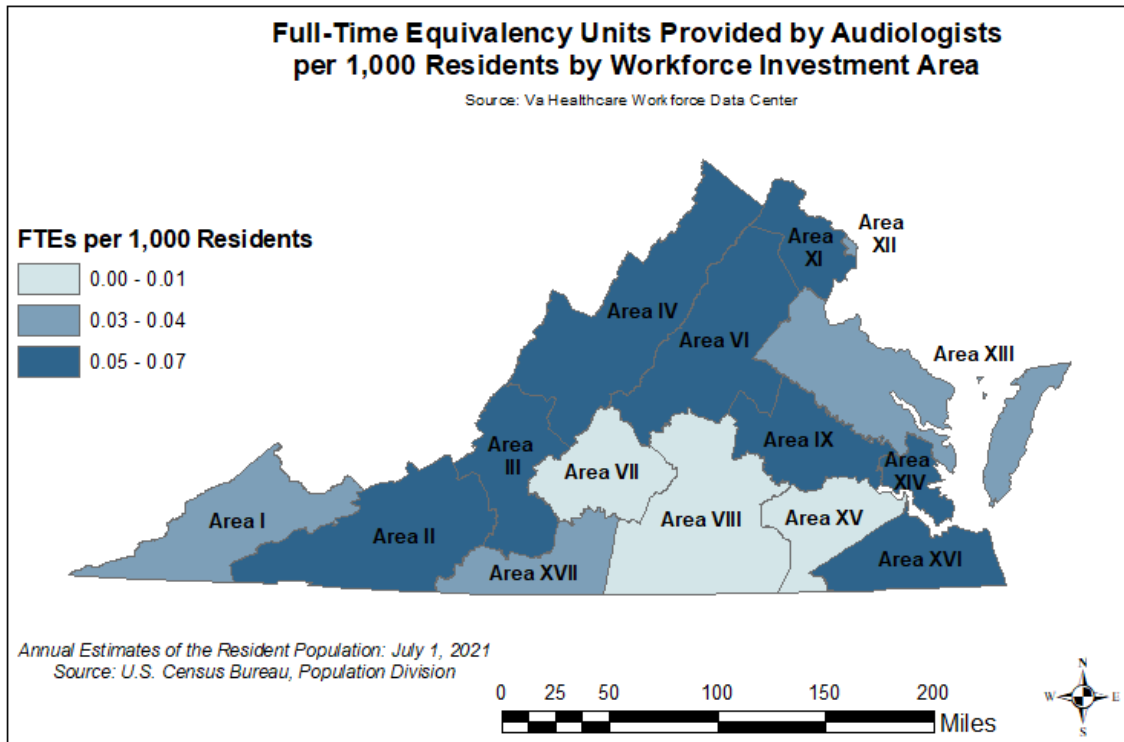 Full-Time Equivalency Units Provided by Audiologists
per 1,000 Residents by Workforce Investment Area
Source: Va Healthcare Workforce Data Center
FTEs per 1,000 Residents
0.00 - 0.01
0.03 - 0.04
0.05 - 0.07
Area
XII
Area
XI
Area IV
Area VI
Area XIII
Area
III
Area IX
Area VII
Area
XIV
Area I
Area II
Area VIII
Area XV
Area XVII
Area XVI
Annual Estimates of the Resident Population: July 1, 2021
Source: U.S. Census Bureau, Population Division
0 25 50 100 150 200
Miles
N
W E
S